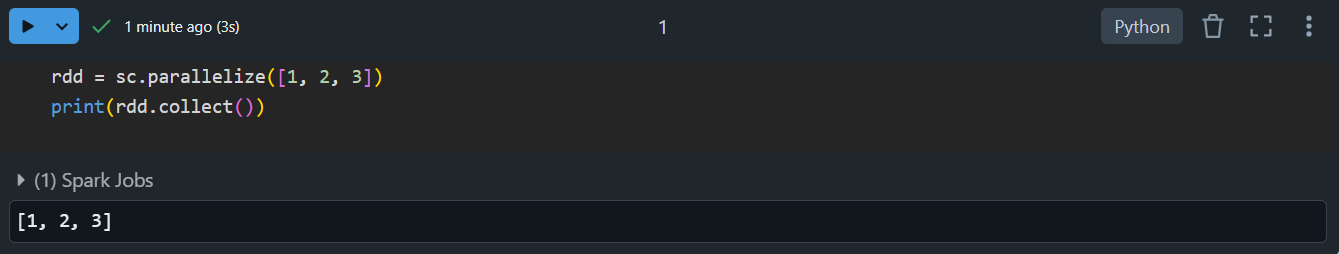 1 minute ago (3s)
1
Python
rdd = sc.parallelize([1, 2, 3])
print(rdd.collect())
(1) Spark Jobs
[1, 2, 3]